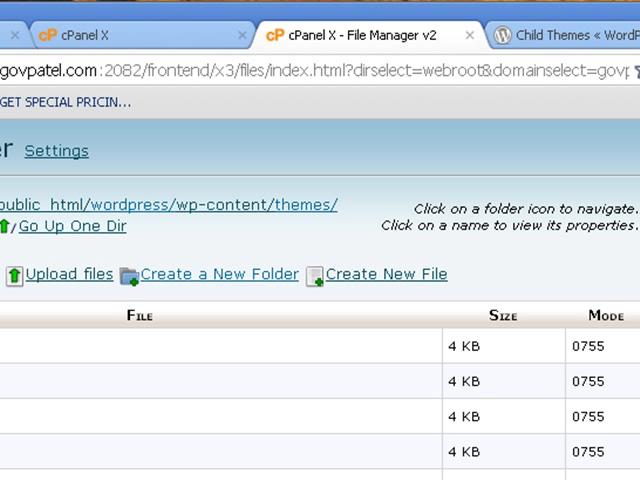 cPanel X
cPanel X - File Manager v2
Child Themes « WordP
govpatel.com:2082/frontend/x3/files/index.html?dirselect=webroot&domainselect=govp
GET SPECIAL PRICIN...
er Settings
public_html/wordpress/wp-content/themes/
Click on a folder icon to navigate.
/Go Up One Dir
Click on a name to view its properties.
Upload files Create a New Folder Create New File
File Size Mode
4 KB 0755
4 KB 0755
4 KB 0755
4 KB 0755